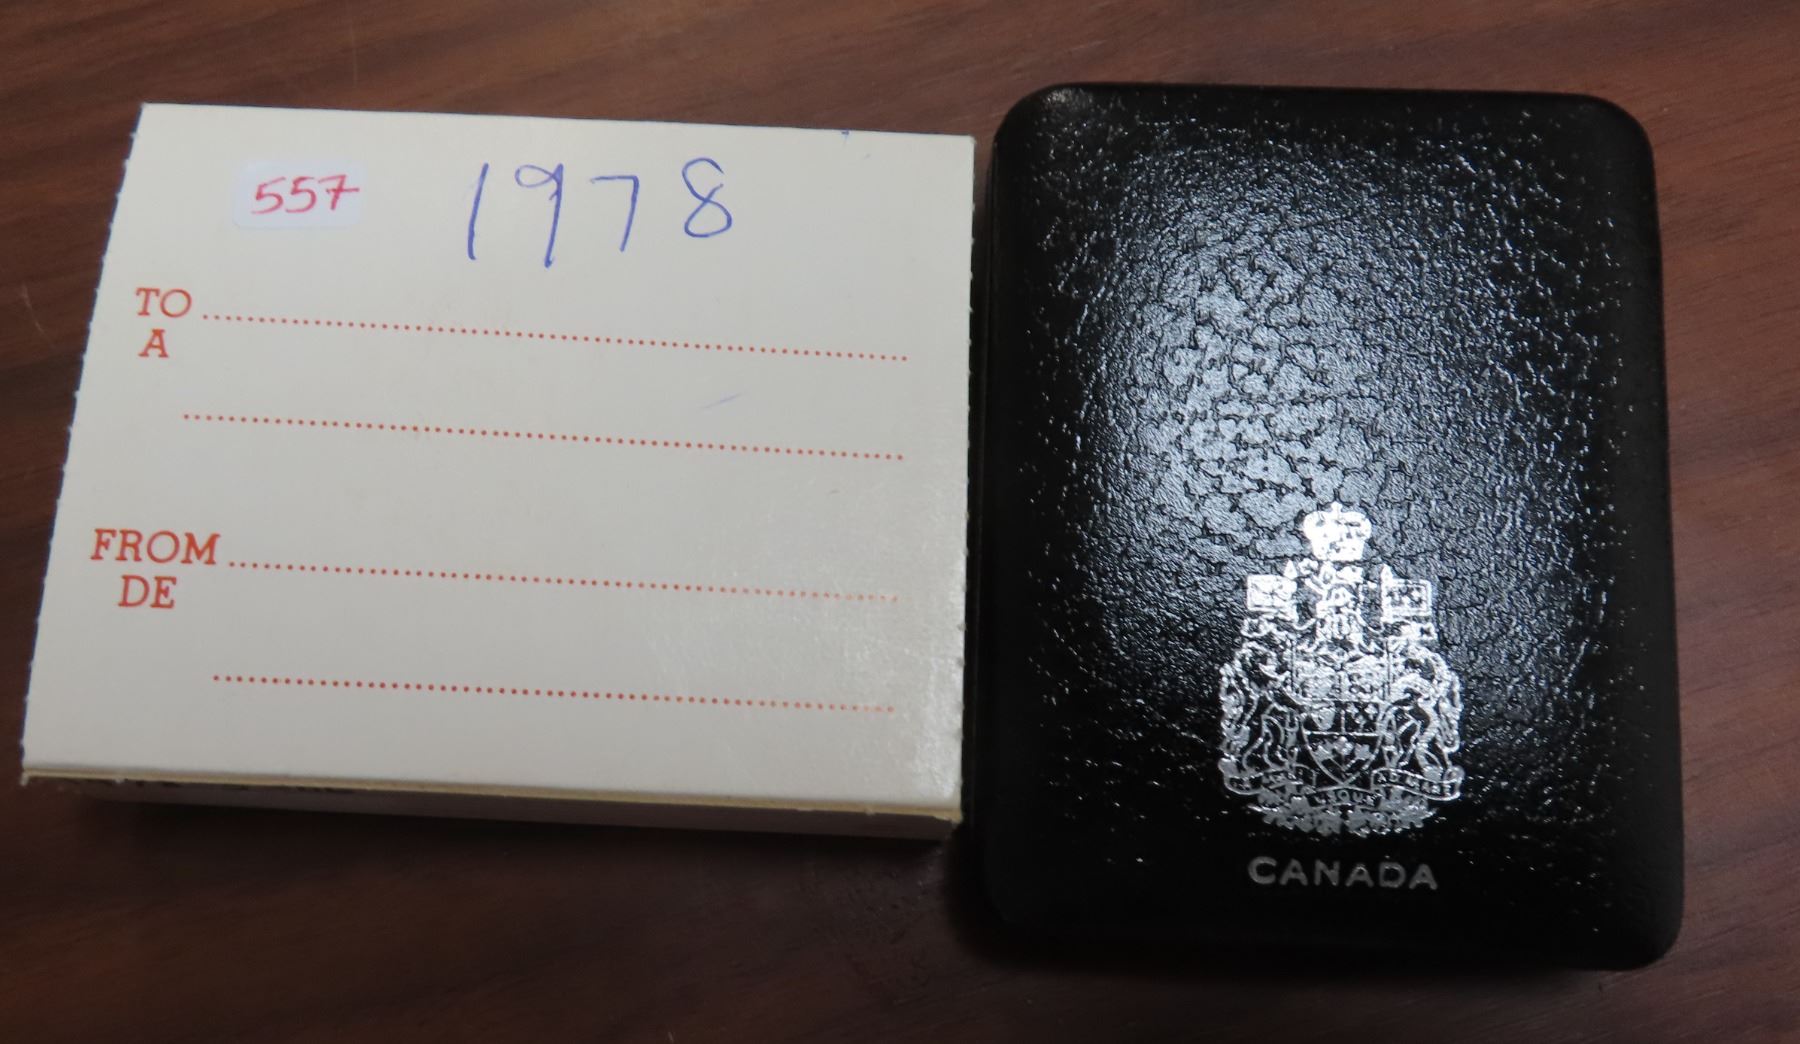 557 1978
TO
A
FROM
DE
CANADA